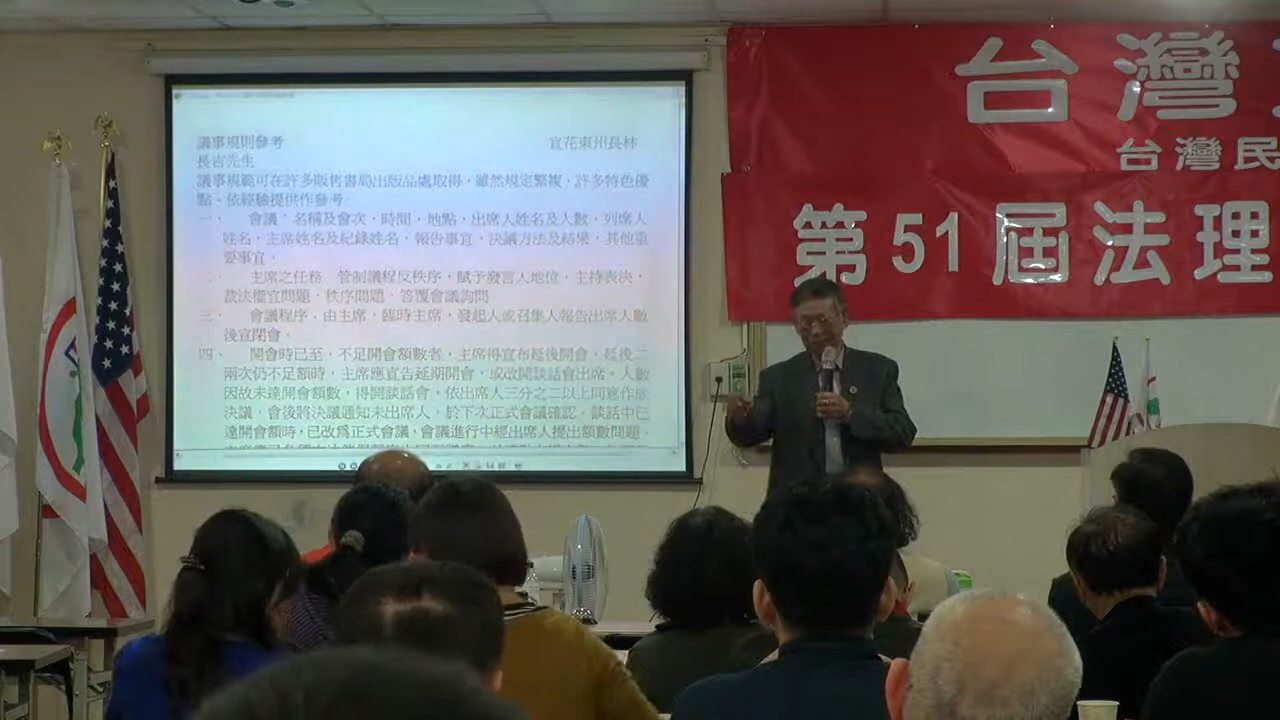 議事規則參考 宜花東州長林
長吉先生
議事規範可在許多販售書局出版品處取得，雖然規定繁複，許多特色優
點、依經驗提供作參考
一、 會議，名稱及會次，時間，地點，出席人姓名及人數，列席人
姓名，主席姓名及紀錄姓名，報告事宜，決議方法及結果，其他重
要事宜。
主席之任務 管制議程反秩序，賦予發言人地位，主持表決，
裁決權宜問題，秩序問題，答覆會議詢問
三、 會議程序、由主席，臨時主席，發起人或召集人報告出席人數
後宜閉會。
四、 開會時已至，不足開會額數者，主席得宣布延後開會，延後二
兩次仍不足額時，主席應宣告延期開會，或改開談話會出席。人數
因故未達開會額數，得開談話會，依出席人三分之二以上同意作成
決議，會後將決議通知未出席人，於下次正式會議確認。談話中已
達開會額時，已改為正式會議，會議進行中經出席人提出額數問題，
台灣
台灣民
第51屆法理